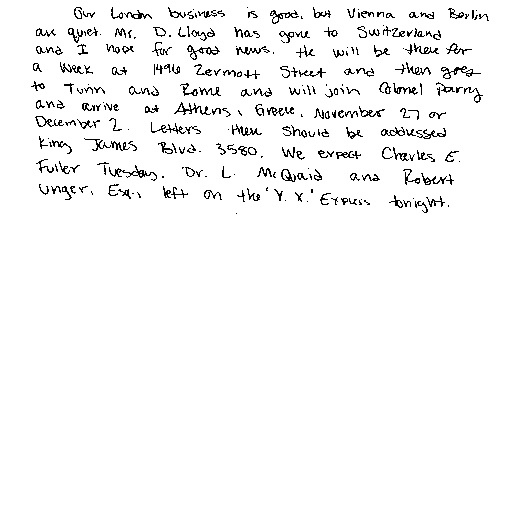 Our London business is good, but Vienna and Berlin
are quiet. Mr. D. Lloyd has gone to Switzerland
and I hope for good news. He will be there for
a week at 1496 Zermott Street and then goes
to Turin and Rome and will join Colonel Parry
and arrive at Athens, Greece, November 27 or
December 2. Letters there should be addressed
King James Blvd. 3580. We expect Charles E.
Fuller Tuesday. Dr. L. McQuaid and Robert
Unger, Esq., left on the 'Y. X.' Express tonight.